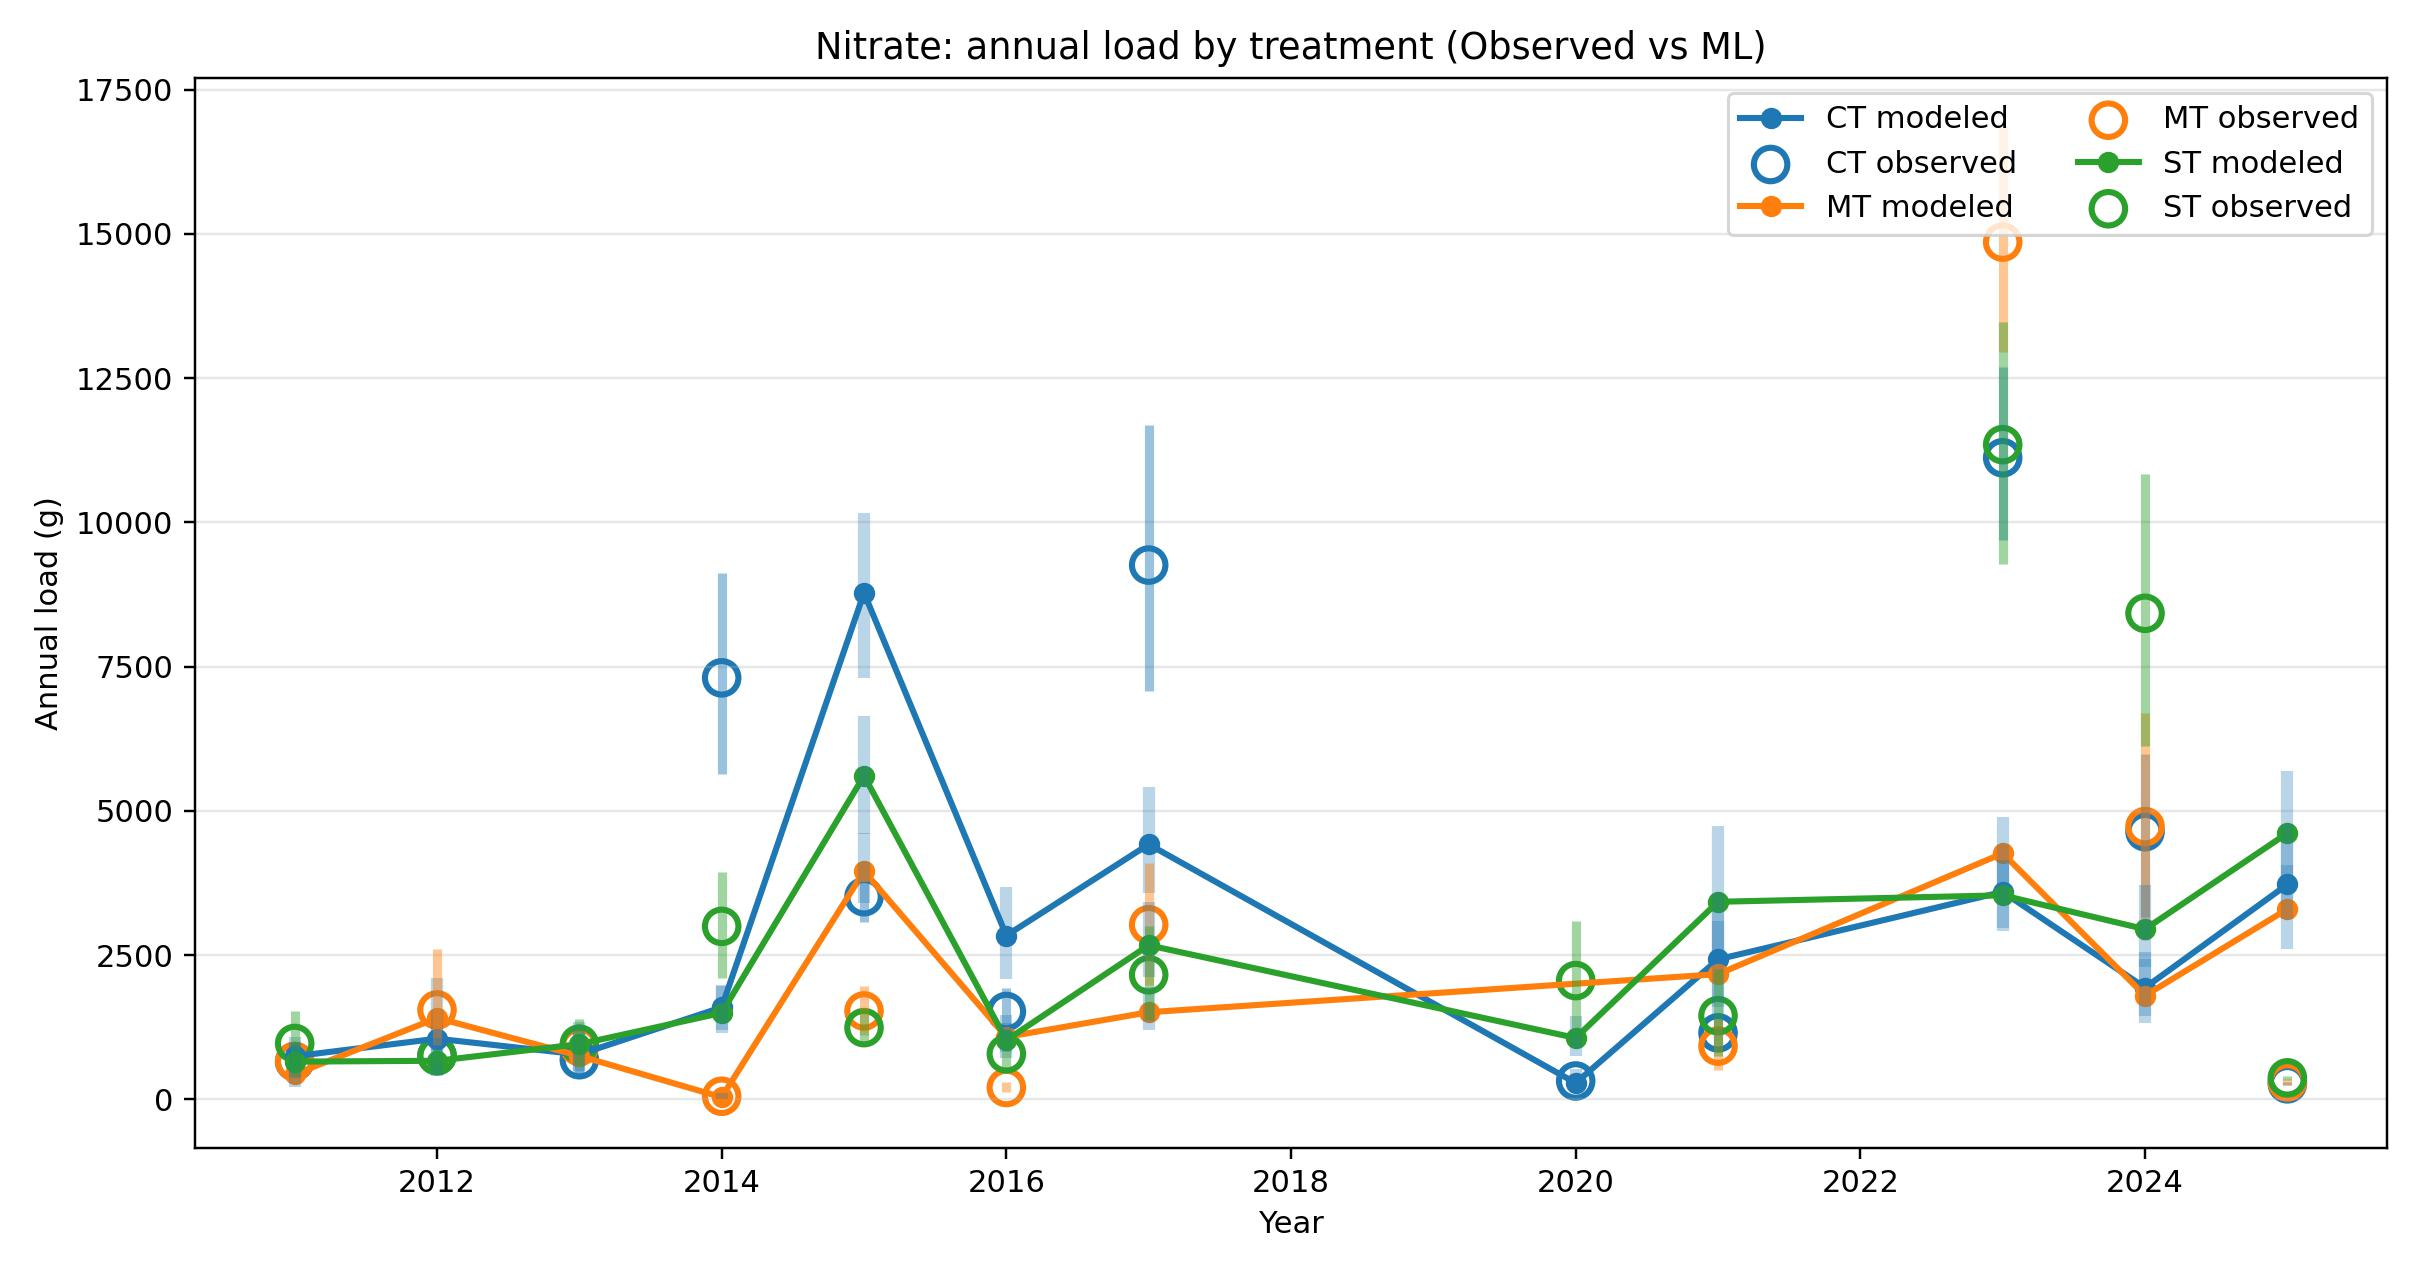 Nitrate: annual load by treatment (Observed vs ML)
17500
15000
12500
10000
7500
5000
2500
0
Annual load (g)
CT modeled
CT observed
MT modeled
MT observed
ST modeled
ST observed
2012
2014
2016
2018
2020
2022
2024
Year